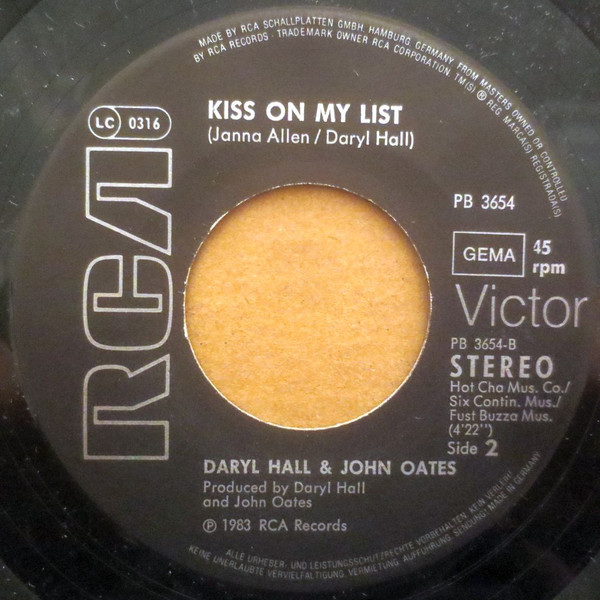 MADE BY RCA SCHALLPLATTEN GMBH, HAMBURG, GERMANY, FROM MASTERS OWNED OR CONTROLLED
BY RCA RECORDS · TRADEMARK OWNER RCA CORPORATION. TM(S) ® REG. MARCA(S) REGISTRADA(S)
KISS ON MY LIST
(Janna Allen / Daryl Hall)
LC 0316
RCA
PB 3654
GEMA
45
rpm
Victor
PB 3654-B
STEREO
Hot Cha Mus. Co./
Six Contin. Mus./
Fust Buzza Mus.
(4'22")
Side 2
DARYL HALL & JOHN OATES
Produced by Daryl Hall
and John Oates
℗ 1983 RCA Records
ALLE URHEBER- UND LEISTUNGSSCHUTZRECHTE VORBEHALTEN. KEIN VERLEIH!
KEINE UNERLAUBTE VERVIELFÄLTIGUNG, VERMIETUNG, AUFFÜHRUNG, SENDUNG! MADE IN GERMANY